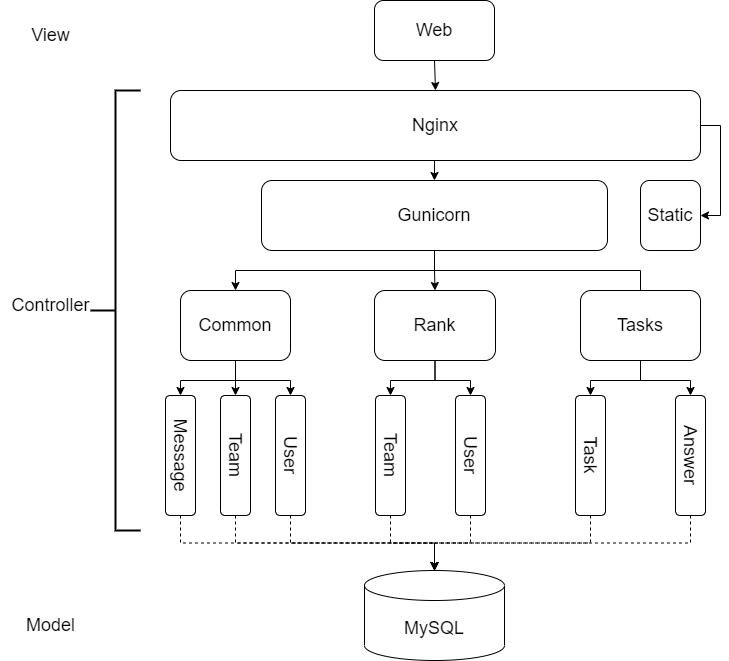 View
Web
Nginx
Gunicorn
Static
Controller
Common
Rank
Tasks
Message
Team
User
Team
User
Task
Answer
Model
MySQL